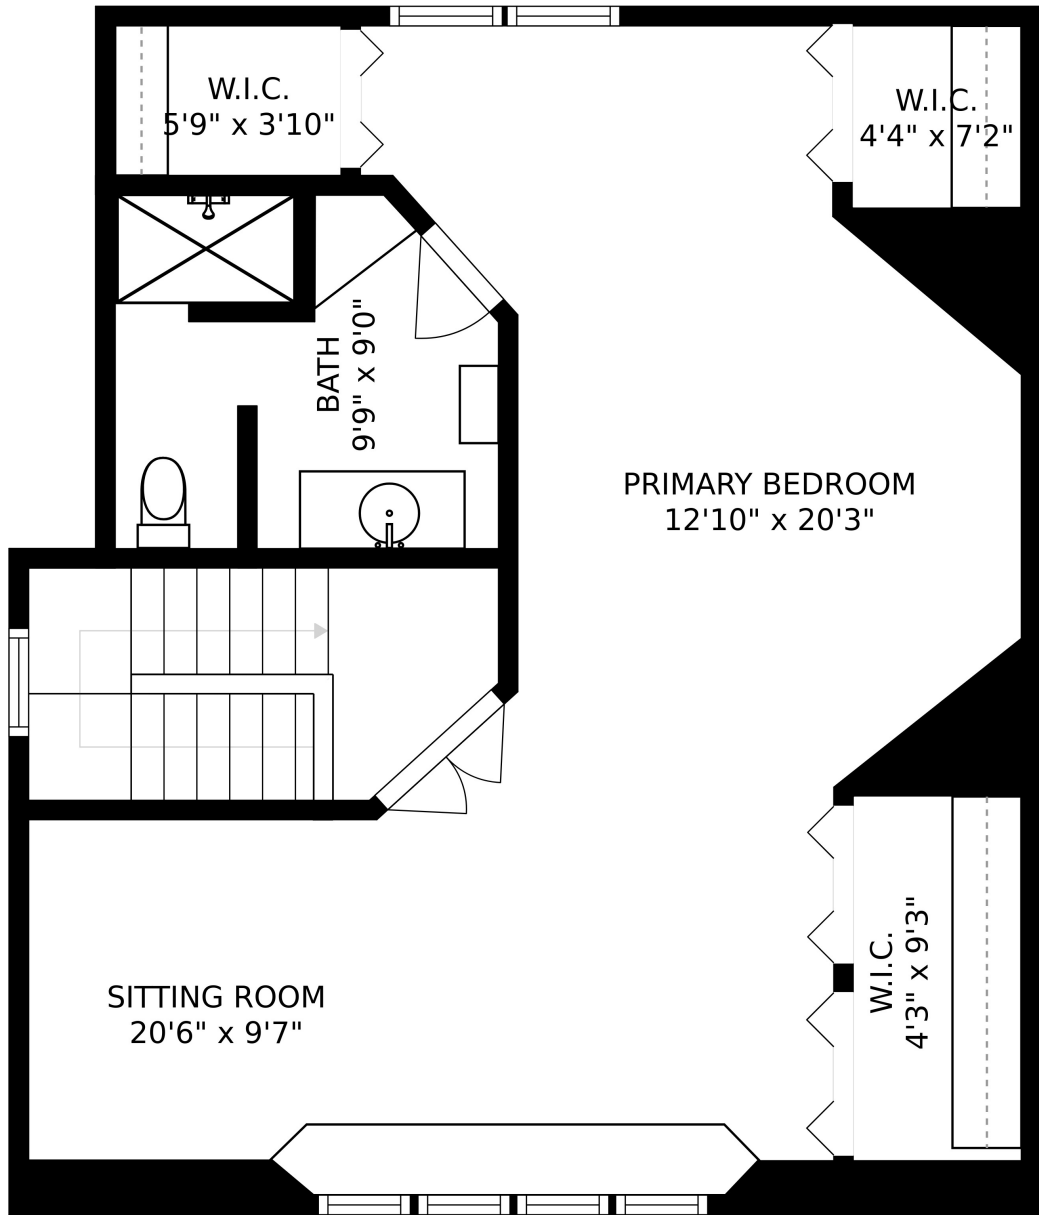 W.I.C.
5'9" x 3'10"
W.I.C.
4'4" x 7'2"
BATH
9'9" x 9'0"
PRIMARY BEDROOM
12'10" x 20'3"
W.I.C.
4'3" x 9'3"
SITTING ROOM
20'6" x 9'7"